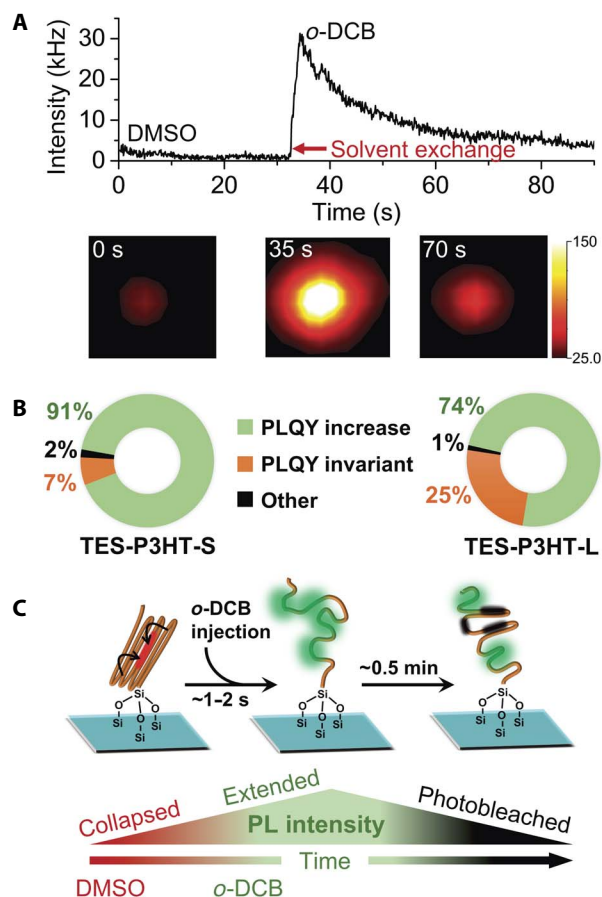 A
Intensity (kHz)
30
20
10
0
DMSO
o-DCB
Solvent exchange
0 20 40 60 80
Time (s)
0 s
35 s
70 s
150
25.0
B
91%
2%
7%
TES-P3HT-S
PLQY increase
PLQY invariant
Other
74%
1%
25%
TES-P3HT-L
C
o-DCB
injection
~1–2 s
~0.5 min
Si
O O O
Si Si Si
Si
O O O
Si Si Si
Si
O O O
Si Si Si
Collapsed
Extended
PL intensity
Photobleached
Time
DMSO
o-DCB